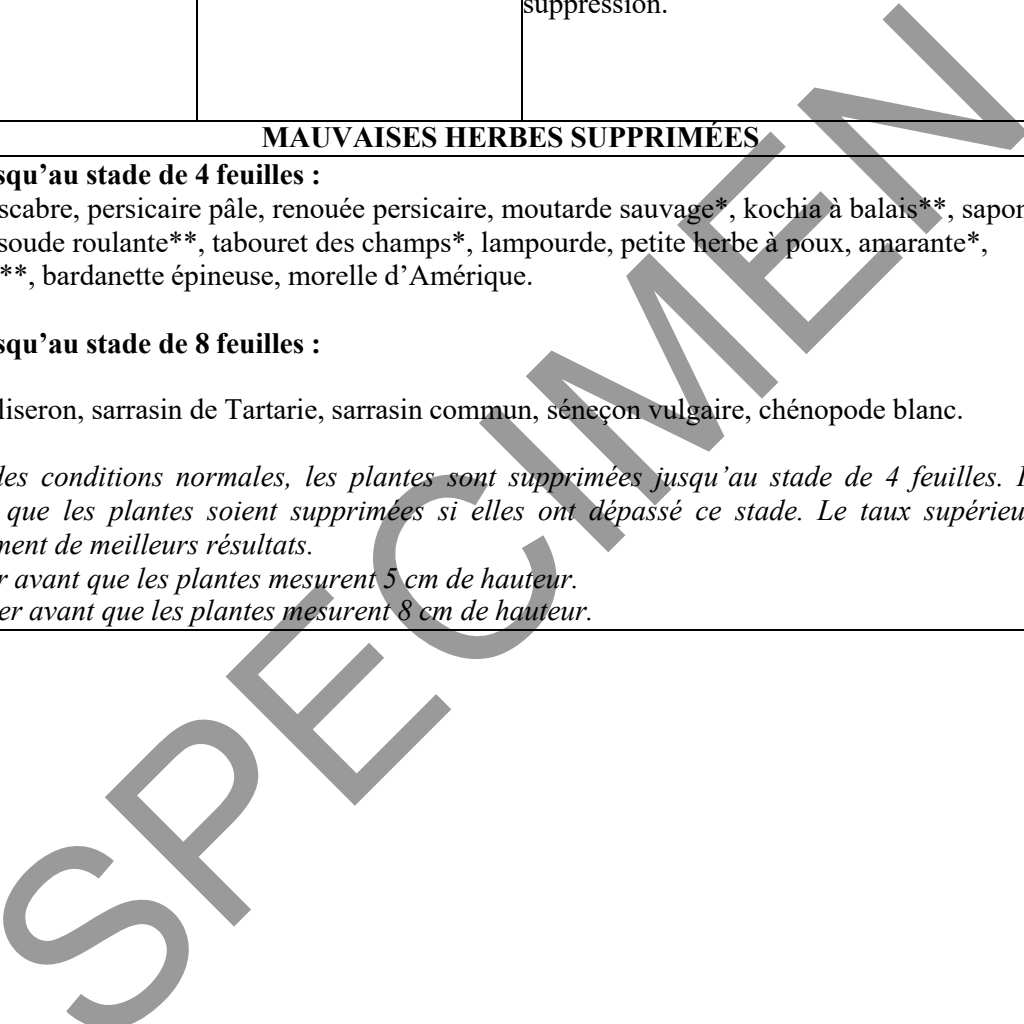 suppression.
MAUVAISES HERBES SUPPRIMÉES
squ’au stade de 4 feuilles :
scabre, persicaire pâle, renouée persicaire, moutarde sauvage*, kochia à balais**, sapon
soude roulante**, tabouret des champs*, lampourde, petite herbe à poux, amarante*,
**, bardanette épineuse, morelle d’Amérique.
squ’au stade de 8 feuilles :
liseron, sarrasin de Tartarie, sarrasin commun, séneçon vulgaire, chénopode blanc.
des conditions normales, les plantes sont supprimées jusqu’au stade de 4 feuilles.
que les plantes soient supprimées si elles ont dépassé ce stade. Le taux supérieu
ment de meilleurs résultats.
r avant que les plantes mesurent 5 cm de hauteur.
er avant que les plantes mesurent 8 cm de hauteur.
SPECIMEN